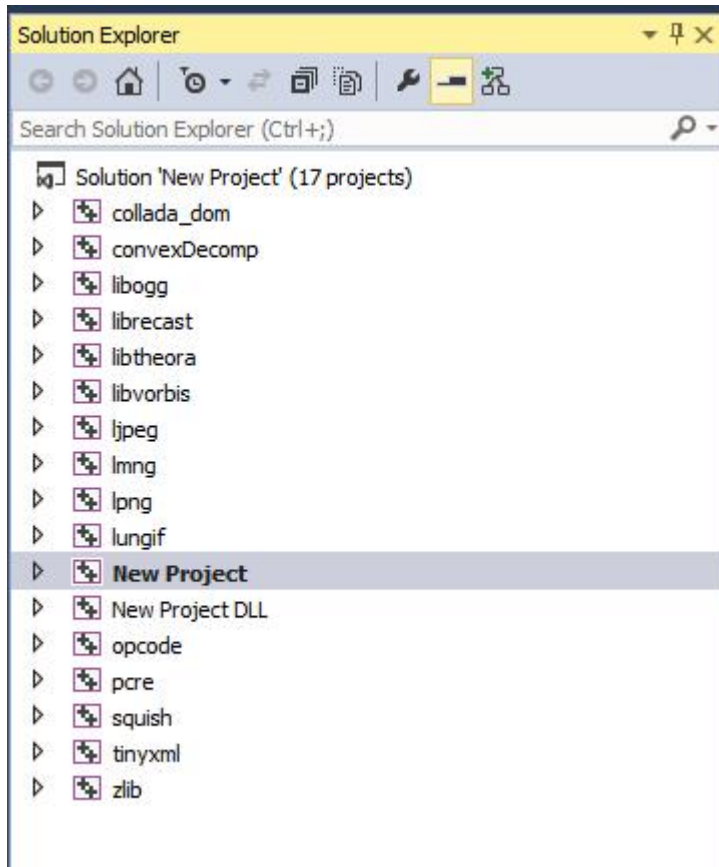 Solution Explorer
Search Solution Explorer (Ctrl+;)
Solution 'New Project' (17 projects)
collada_dom
convexDecomp
libogg
librecast
libtheora
libvorbis
ljpeg
lmng
lpng
lungif
New Project
New Project DLL
opcode
pcre
squish
tinyxml
zlib